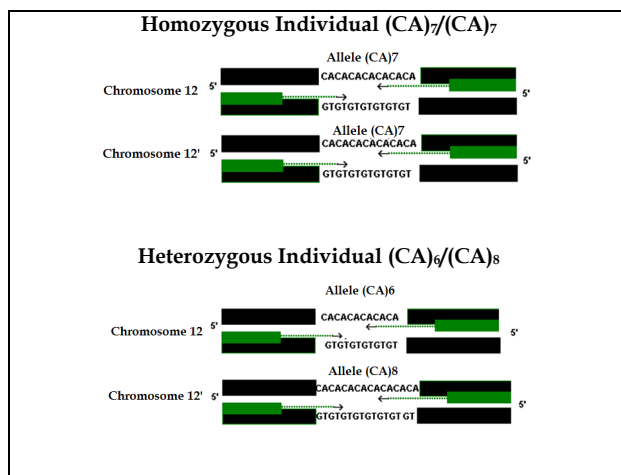 Homozygous Individual (CA)₇/(CA)₇
Allele (CA)7
CACACACACACACA
5'
Chromosome 12
GTGTGTGTGTGTGT
5'
Allele (CA)7
CACACACACACACA
Chromosome 12'
5'
GTGTGTGTGTGTGT
5'
Heterozygous Individual (CA)₆/(CA)₈
Allele (CA)6
CACACACACACA
5'
Chromosome 12
GTGTGTGTGTGT
5'
Allele (CA)8
CACACACACACACACA
Chromosome 12'
5'
GTGTGTGTGTGTGT GT
5'